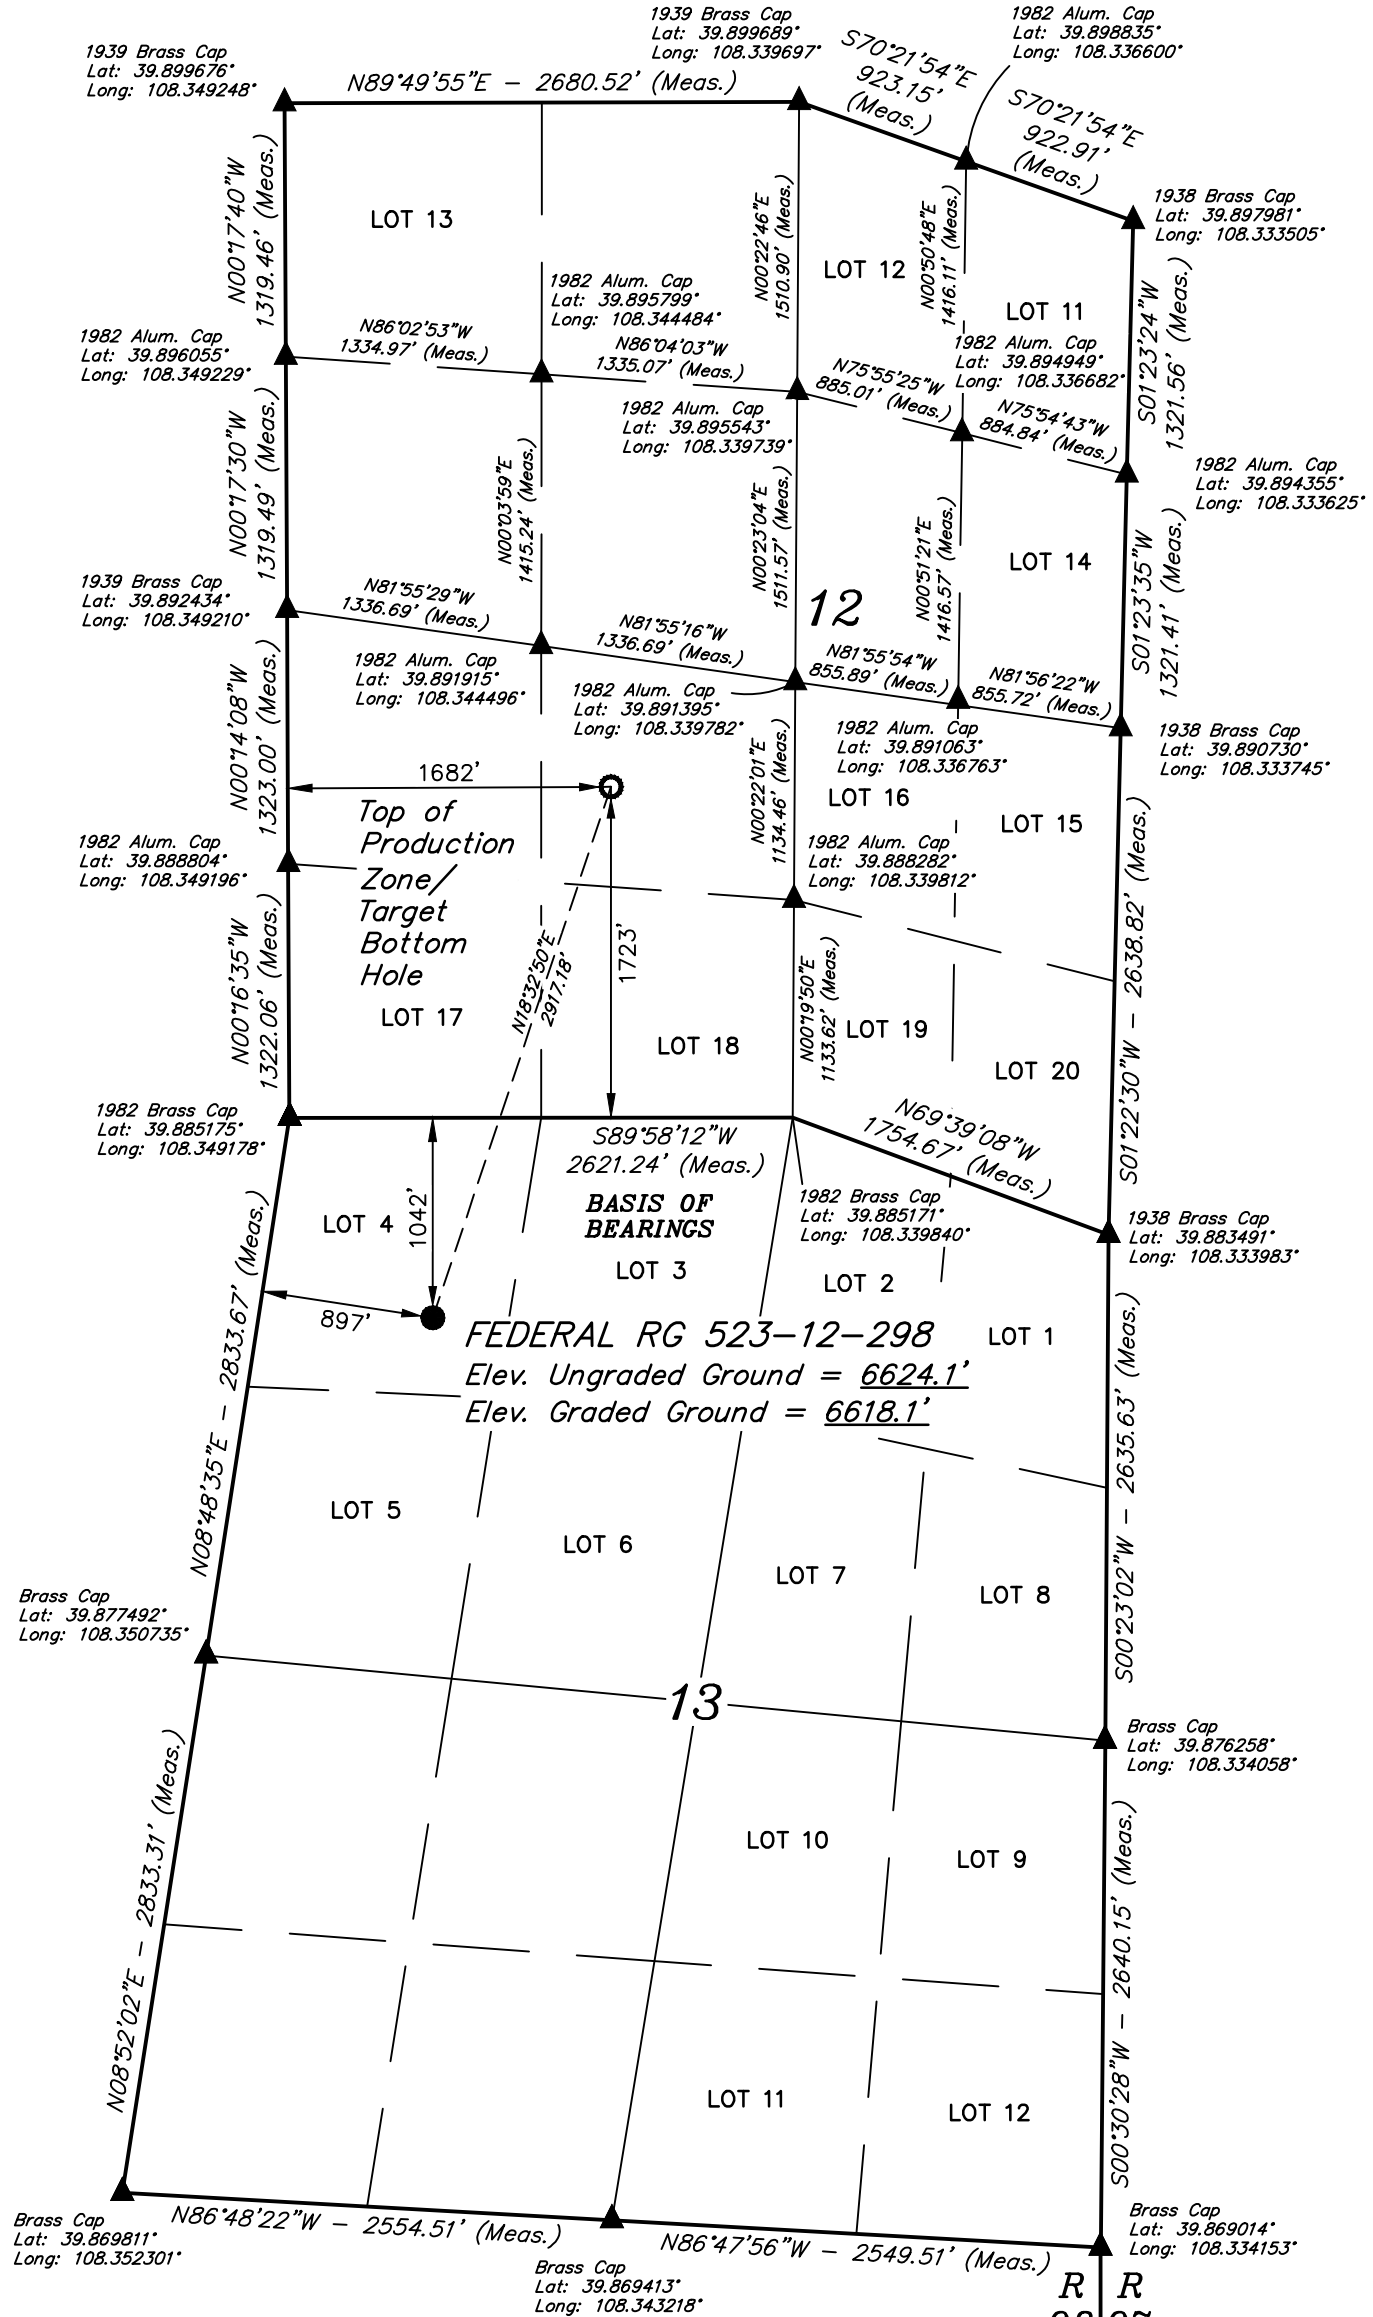 1939 Brass Cap
Lat: 39.899676°
Long: 108.349248°
N89°49'55"E - 2680.52' (Meas.)
1939 Brass Cap
Lat: 39.899689°
Long: 108.339697°
S70°21'54"E
923.15'
(Meas.)
1982 Alum. Cap
Lat: 39.898835°
Long: 108.336600°
S70°21'54"E
922.91'
(Meas.)
1938 Brass Cap
Lat: 39.897981°
Long: 108.333505°
N00°17'40"W
1319.46' (Meas.)
LOT 13
N00°22'46"E
1510.90' (Meas.)
LOT 12
N00°50'48"E
1416.11' (Meas.)
LOT 11
S01°23'24"W
1321.56' (Meas.)
1982 Alum. Cap
Lat: 39.895799°
Long: 108.344484°
1982 Alum. Cap
Lat: 39.896055°
Long: 108.349229°
N86°02'53"W
1334.97' (Meas.)
N86°04'03"W
1335.07' (Meas.)
1982 Alum. Cap
Lat: 39.894949°
Long: 108.336682°
N75°55'25"W
885.01' (Meas.)
N75°54'43"W
884.84' (Meas.)
1982 Alum. Cap
Lat: 39.895543°
Long: 108.339739°
1982 Alum. Cap
Lat: 39.894355°
Long: 108.333625°
N00°17'30"W
1319.49' (Meas.)
N00°03'59"E
1415.24' (Meas.)
N00°23'04"E
1511.57' (Meas.)
N00°51'21"E
1416.57' (Meas.)
LOT 14
S01°23'35"W
1321.41' (Meas.)
1939 Brass Cap
Lat: 39.892434°
Long: 108.349210°
N81°55'29"W
1336.69' (Meas.)
N81°55'16"W
1336.69' (Meas.)
12
N81°55'54"W
855.89' (Meas.)
N81°56'22"W
855.72' (Meas.)
1982 Alum. Cap
Lat: 39.891915°
Long: 108.344496°
1982 Alum. Cap
Lat: 39.891395°
Long: 108.339782°
1982 Alum. Cap
Lat: 39.891063°
Long: 108.336763°
1938 Brass Cap
Lat: 39.890730°
Long: 108.333745°
N00°14'08"W
1323.00' (Meas.)
1682'
N00°22'01"E
1134.46' (Meas.)
LOT 16
LOT 15
Top of
Production
Zone/
Target
Bottom
Hole
1982 Alum. Cap
Lat: 39.888804°
Long: 108.349196°
1982 Alum. Cap
Lat: 39.888282°
Long: 108.339812°
S01°22'30"W - 2638.82' (Meas.)
N00°16'35"W
1322.06' (Meas.)
N18°32'50"E
2917.18'
1723'
LOT 17
LOT 18
N00°19'50"E
1133.62' (Meas.)
LOT 19
LOT 20
1982 Brass Cap
Lat: 39.885175°
Long: 108.349178°
S89°58'12"W
2621.24' (Meas.)
N69°39'08"W
1754.67' (Meas.)
BASIS OF
BEARINGS
1982 Brass Cap
Lat: 39.885171°
Long: 108.339840°
1938 Brass Cap
Lat: 39.883491°
Long: 108.333983°
LOT 4
1042'
LOT 3
LOT 2
LOT 1
897'
FEDERAL RG 523-12-298
Elev. Ungraded Ground = 6624.1'
Elev. Graded Ground = 6618.1'
N08°48'35"E - 2833.67' (Meas.)
S00°23'02"W - 2635.63' (Meas.)
LOT 5
LOT 6
LOT 7
LOT 8
Brass Cap
Lat: 39.877492°
Long: 108.350735°
13
Brass Cap
Lat: 39.876258°
Long: 108.334058°
N08°52'02"E - 2833.31' (Meas.)
LOT 10
LOT 9
S00°30'28"W - 2640.15' (Meas.)
LOT 11
LOT 12
Brass Cap
Lat: 39.869811°
Long: 108.352301°
N86°48'22"W - 2554.51' (Meas.)
N86°47'56"W - 2549.51' (Meas.)
Brass Cap
Lat: 39.869014°
Long: 108.334153°
Brass Cap
Lat: 39.869413°
Long: 108.343218°
R R